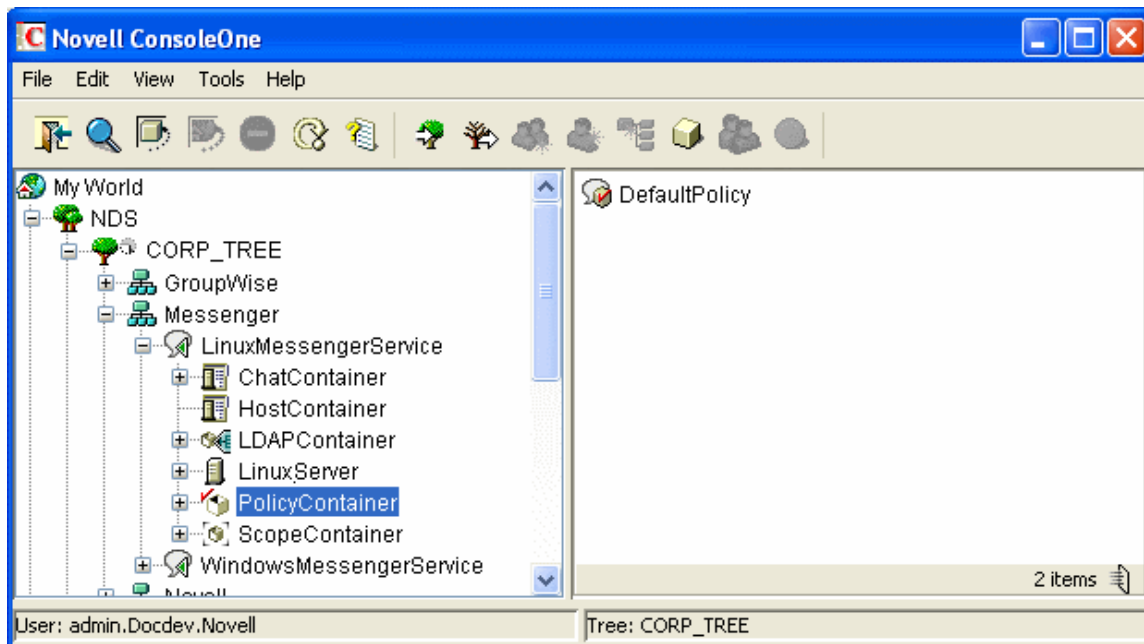 Novell ConsoleOne
File Edit View Tools Help
My World
NDS
CORP_TREE
GroupWise
Messenger
LinuxMessengerService
ChatContainer
HostContainer
LDAPContainer
LinuxServer
PolicyContainer
ScopeContainer
WindowsMessengerService
Novell
DefaultPolicy
2 items
User: admin.Docdev.Novell
Tree: CORP_TREE